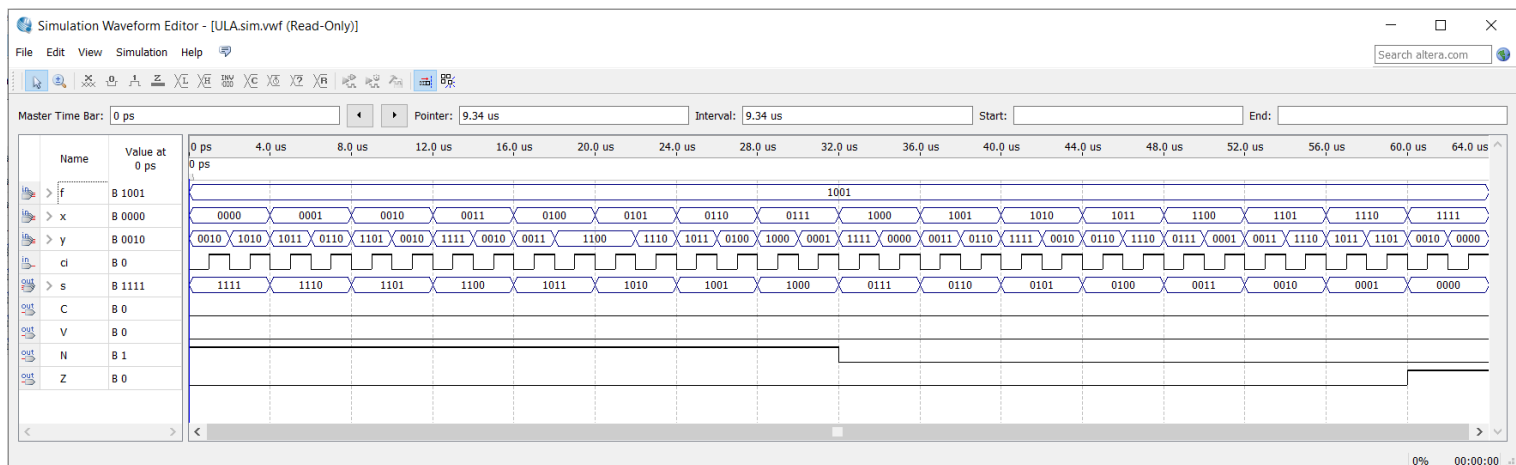 Simulation Waveform Editor - [ULA.sim.vwf (Read-Only)]
File Edit View Simulation Help
Search altera.com
Master Time Bar: 0 ps Pointer: 9.34 us Interval: 9.34 us Start: End:
Name Value at 0 ps
0 ps 4.0 us 8.0 us 12.0 us 16.0 us 20.0 us 24.0 us 28.0 us 32.0 us 36.0 us 40.0 us 44.0 us 48.0 us 52.0 us 56.0 us 60.0 us 64.0 us
0 ps
f B 1001 1001
x B 0000 0000 0001 0010 0011 0100 0101 0110 0111 1000 1001 1010 1011 1100 1101 1110 1111
y B 0010 0010 1010 1011 0110 1101 0010 1111 0010 0011 1100 1110 1011 0100 1000 0001 1111 0000 0011 0110 1111 0010 0110 1110 0111 0001 0011 1110 1011 1101 0010 0000
ci B 0
s B 1111 1111 1110 1101 1100 1011 1010 1001 1000 0111 0110 0101 0100 0011 0010 0001 0000
C B 0
V B 0
N B 1
Z B 0
0% 00:00:00